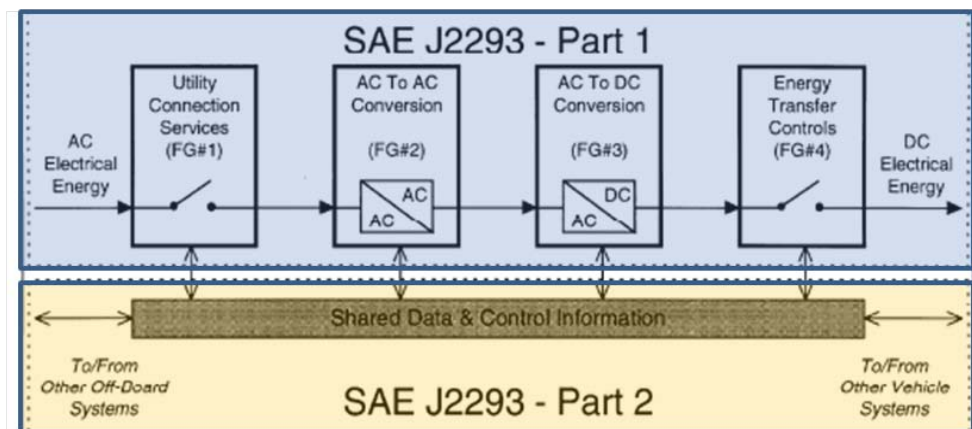 SAE J2293 - Part 1
AC
Electrical
Energy
Utility
Connection
Services
(FG#1)
AC To AC
Conversion
(FG#2)
AC
AC
AC To DC
Conversion
(FG#3)
DC
AC
Energy
Transfer
Controls
(FG#4)
DC
Electrical
Energy
Shared Data & Control Information
To/From
Other Off-Board
Systems
SAE J2293 - Part 2
To/From
Other Vehicle
Systems